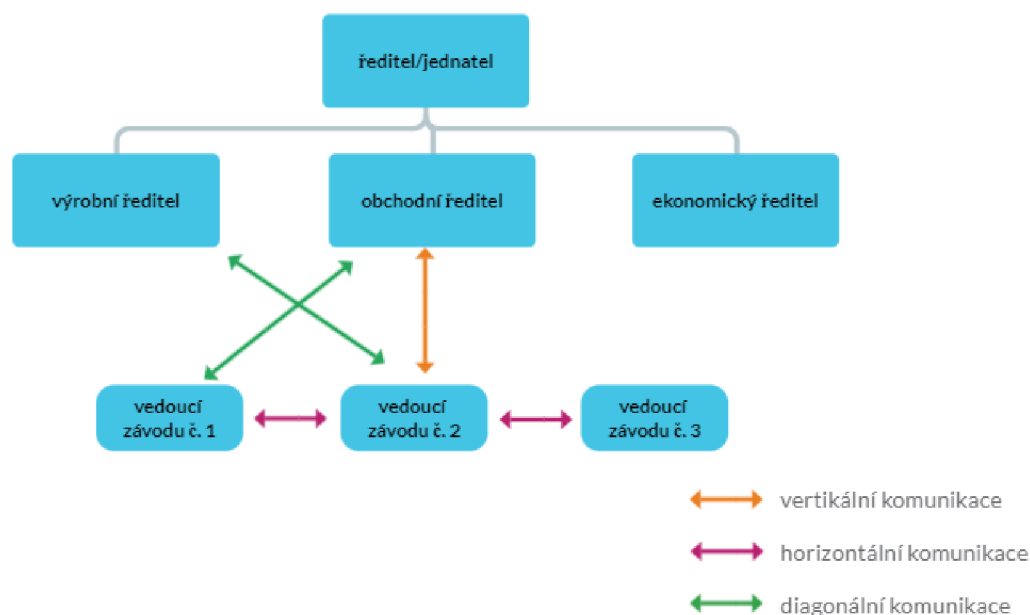 ředitel/jednatel
výrobní ředitel
obchodní ředitel
ekonomický ředitel
vedoucí
závodu č. 1
vedoucí
závodu č. 2
vedoucí
závodu č. 3
vertikální komunikace
horizontální komunikace
diagonální komunikace